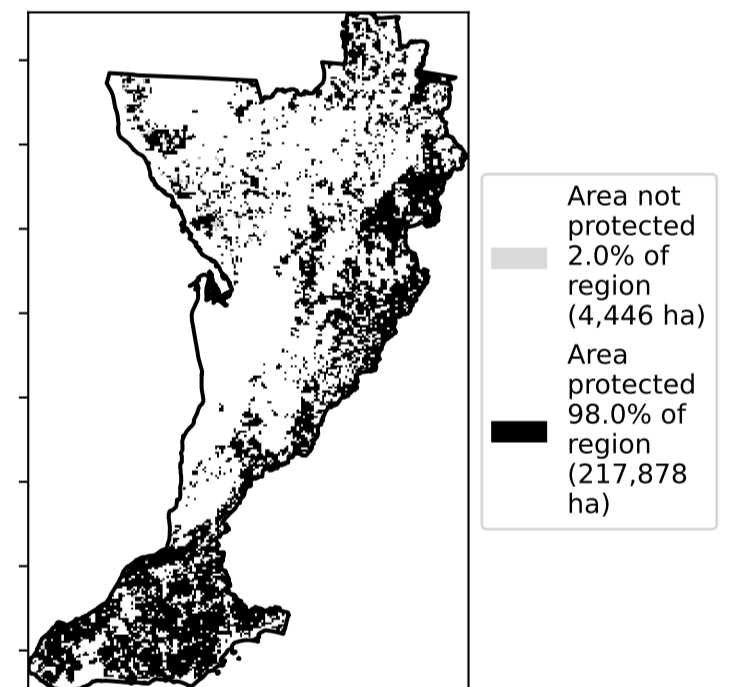 Area not
protected
2.0% of
region
(4,446 ha)
Area
protected
98.0% of
region
(217,878
ha)